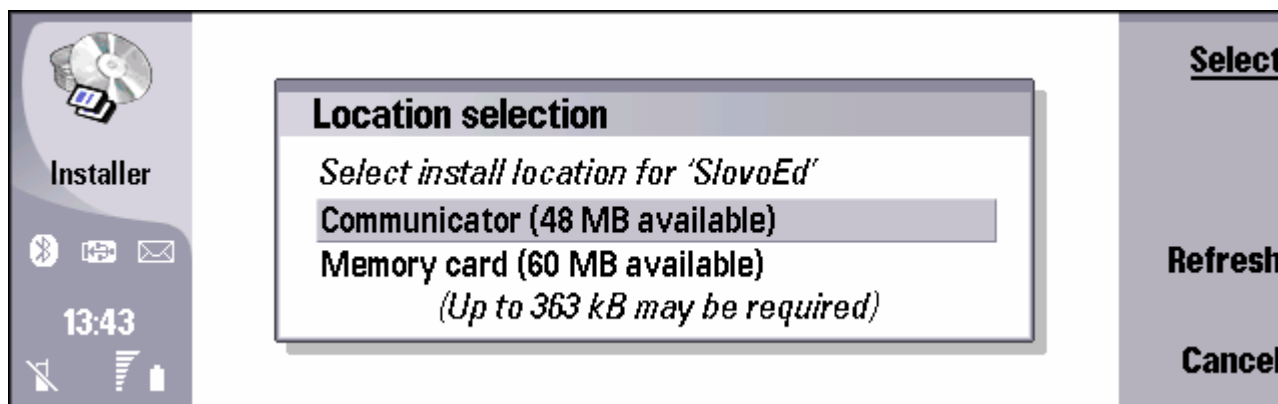 Installer
13:43
Location selection
Select install location for ‘SlovoEd’
Communicator (48 MB available)
Memory card (60 MB available)
(Up to 363 kB may be required)
Select
Refresh
Cancel